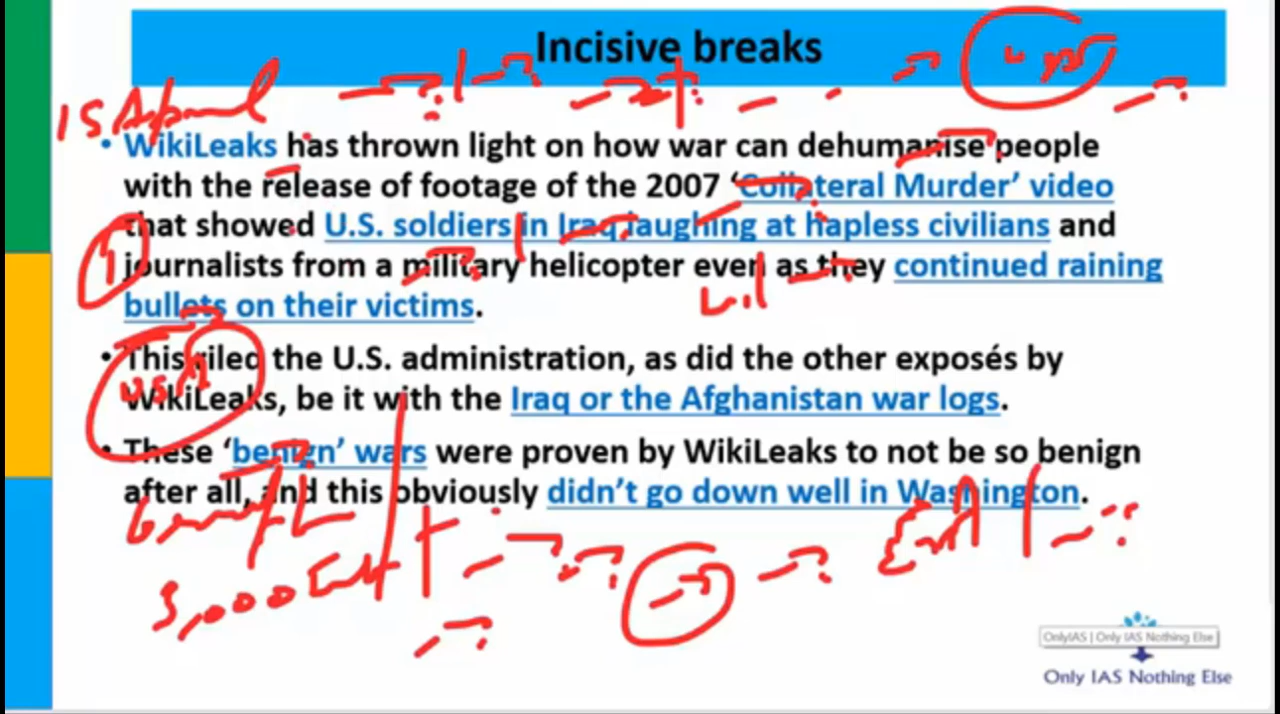 Incisive breaks
15 April
• WikiLeaks has thrown light on how war can dehumanise people
with the release of footage of the 2007 ‘Collateral Murder’ video
that showed U.S. soldiers in Iraq laughing at hapless civilians and
journalists from a military helicopter even as they continued raining
bullets on their victims.
• This riled the U.S. administration, as did the other exposés by
WikiLeaks, be it with the Iraq or the Afghanistan war logs.
• These ‘benign’ wars were proven by WikiLeaks to not be so benign
after all, and this obviously didn’t go down well in Washington.
OnlyIAS | Only IAS Nothing Else
Only IAS Nothing Else